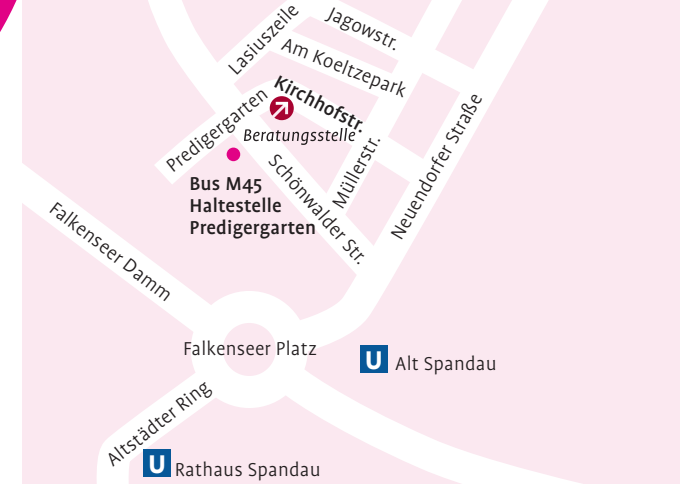 Lasiuszeile
Jagowstr.
Am Koeltzepark
Kirchhofstr.
Predigergarten
Beratungsstelle
Bus M45
Haltestelle
Predigergarten
Schönwalder Str.
Müllerstr.
Neuendorfer Straße
Falkenseer Damm
Falkenseer Platz
U Alt Spandau
Altstädter Ring
U Rathaus Spandau